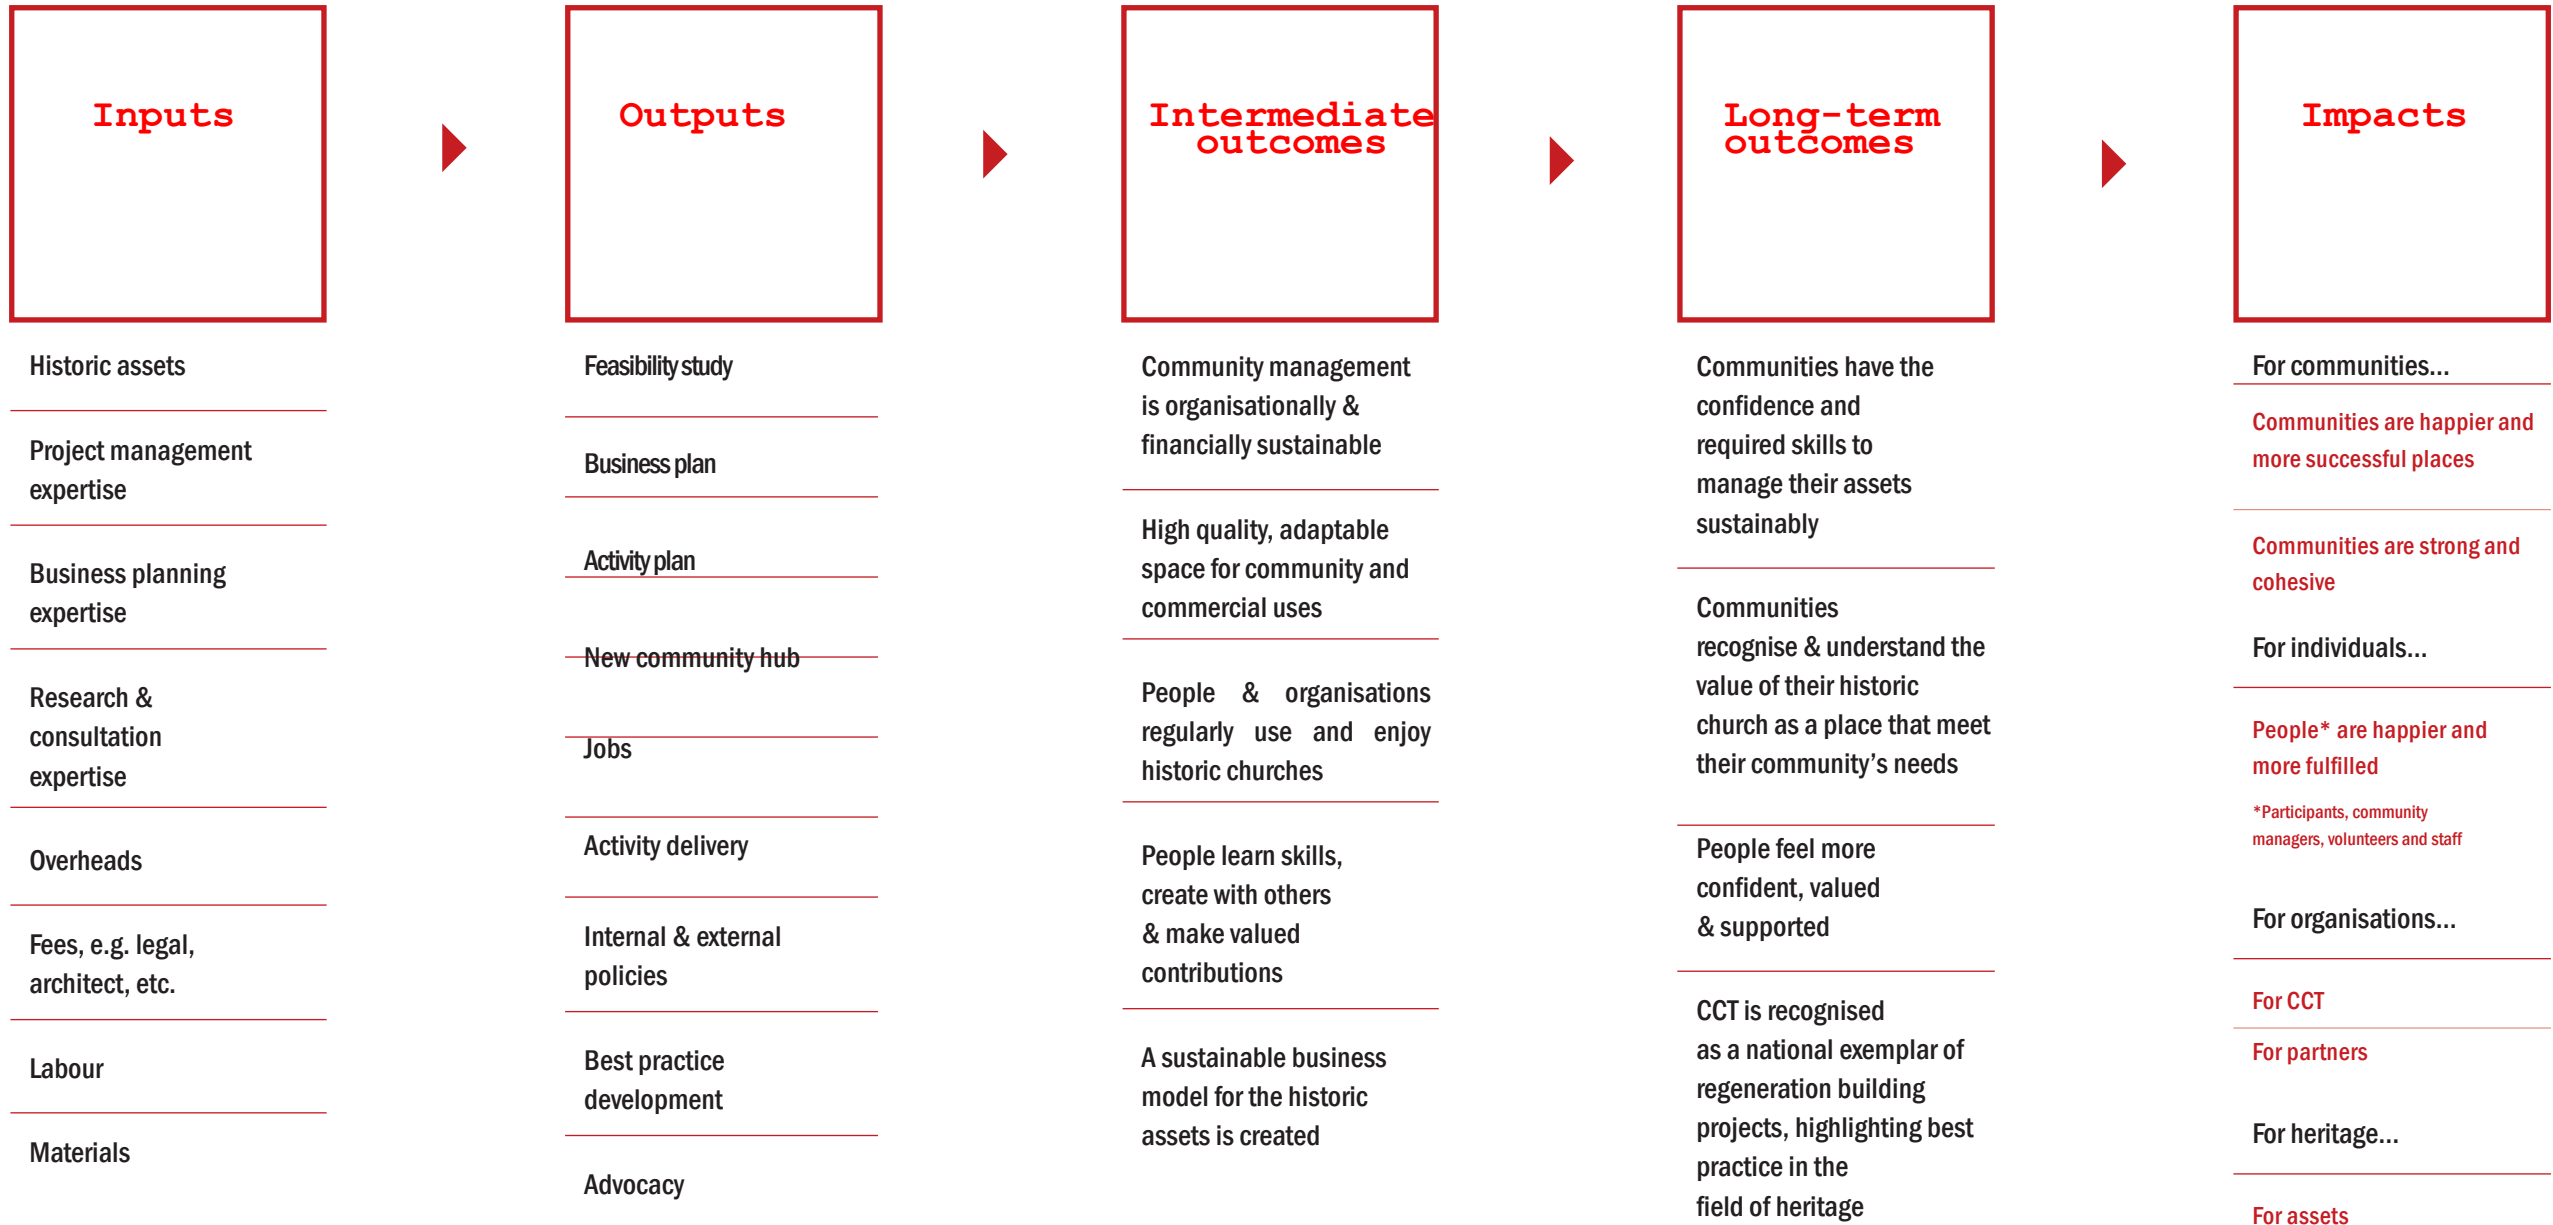 Inputs
Historic assets
Project management
expertise
Business planning
expertise
Research &
consultation
expertise
Overheads
Fees, e.g. legal,
architect, etc.
Labour
Materials
Outputs
Feasibility study
Business plan
Activity plan
New community hub
Jobs
Activity delivery
Internal & external
policies
Best practice
development
Advocacy
Intermediate
outcomes
Community management
is organisationally &
financially sustainable
High quality, adaptable
space for community and
commercial uses
People & organisations
regularly use and enjoy
historic churches
People learn skills,
create with others
& make valued
contributions
A sustainable business
model for the historic
assets is created
Long-term
outcomes
Communities have the
confidence and
required skills to
manage their assets
sustainably
Communities
recognise & understand the
value of their historic
church as a place that meet
their community’s needs
People feel more
confident, valued
& supported
CCT is recognised
as a national exemplar of
regeneration building
projects, highlighting best
practice in the
field of heritage
Impacts
For communities...
Communities are happier and
more successful places
Communities are strong and
cohesive
For individuals...
People* are happier and
more fulfilled
*Participants, community
managers, volunteers and staff
For organisations...
For CCT
For partners
For heritage...
For assets